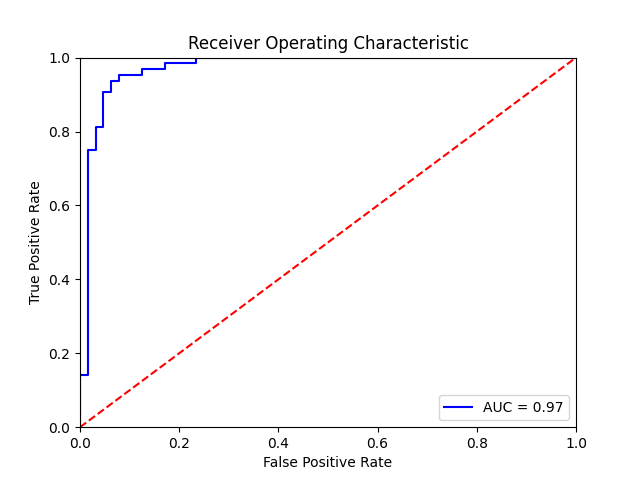 Receiver Operating Characteristic
1.0
0.8
0.6
0.4
0.2
0.0
True Positive Rate
AUC = 0.97
0.0 0.2 0.4 0.6 0.8 1.0
False Positive Rate